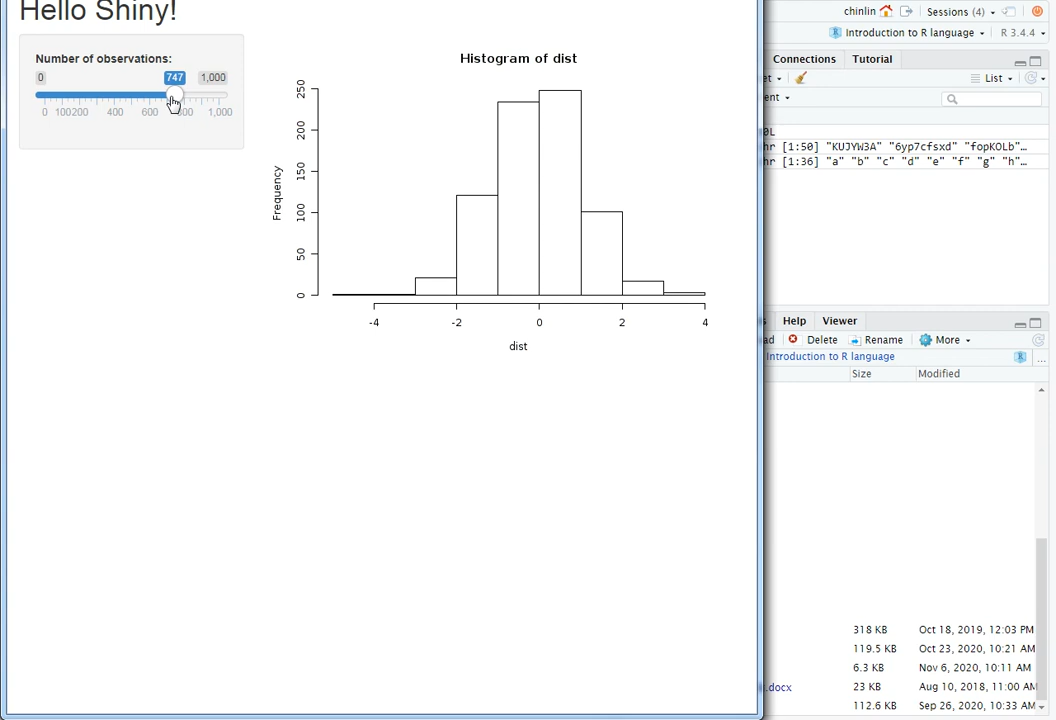 Hello Shiny!
Number of observations:
0 747 1,000
0 100200 400 600 800 1,000
Histogram of dist
Frequency
250
200
150
100
50
0
-4 -2 0 2 4
dist
chinlin Sessions (4)
Introduction to R language R 3.4.4
Connections Tutorial
List
0L
hr [1:50] "KUJYW3A" "6yp7cfsxd" "fopKOLb"…
hr [1:36] "a" "b" "c" "d" "e" "f" "g" "h"…
Help Viewer
Delete Rename More
Introduction to R language ...
Size Modified
318 KB Oct 18, 2019, 12:03 PM
119.5 KB Oct 23, 2020, 10:21 AM
6.3 KB Nov 6, 2020, 10:11 AM
.docx 23 KB Aug 10, 2018, 11:00 AM
112.6 KB Sep 26, 2020, 10:33 AM